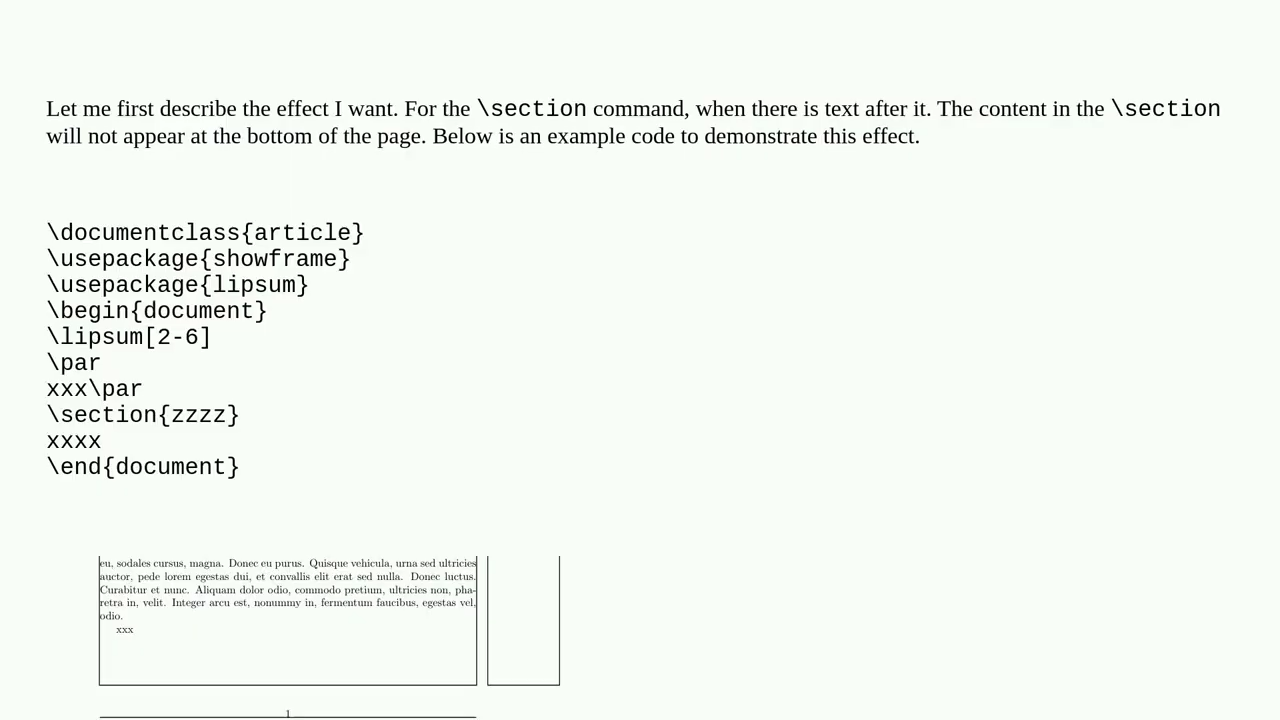 Let me first describe the effect I want. For the \section command, when there is text after it. The content in the \section
will not appear at the bottom of the page. Below is an example code to demonstrate this effect.
\documentclass{article}
\usepackage{showframe}
\usepackage{lipsum}
\begin{document}
\lipsum[2-6]
\par
xxx\par
\section{zzzz}
xxxx
\end{document}
eu, sodales cursus, magna. Donec eu purus. Quisque vehicula, urna sed ultricies
auctor, pede lorem egestas dui, et convallis elit erat sed nulla. Donec luctus.
Curabitur et nunc. Aliquam dolor odio, commodo pretium, ultricies non, pha-
retra in, velit. Integer arcu est, nonummy in, fermentum faucibus, egestas vel,
odio.
xxx
1